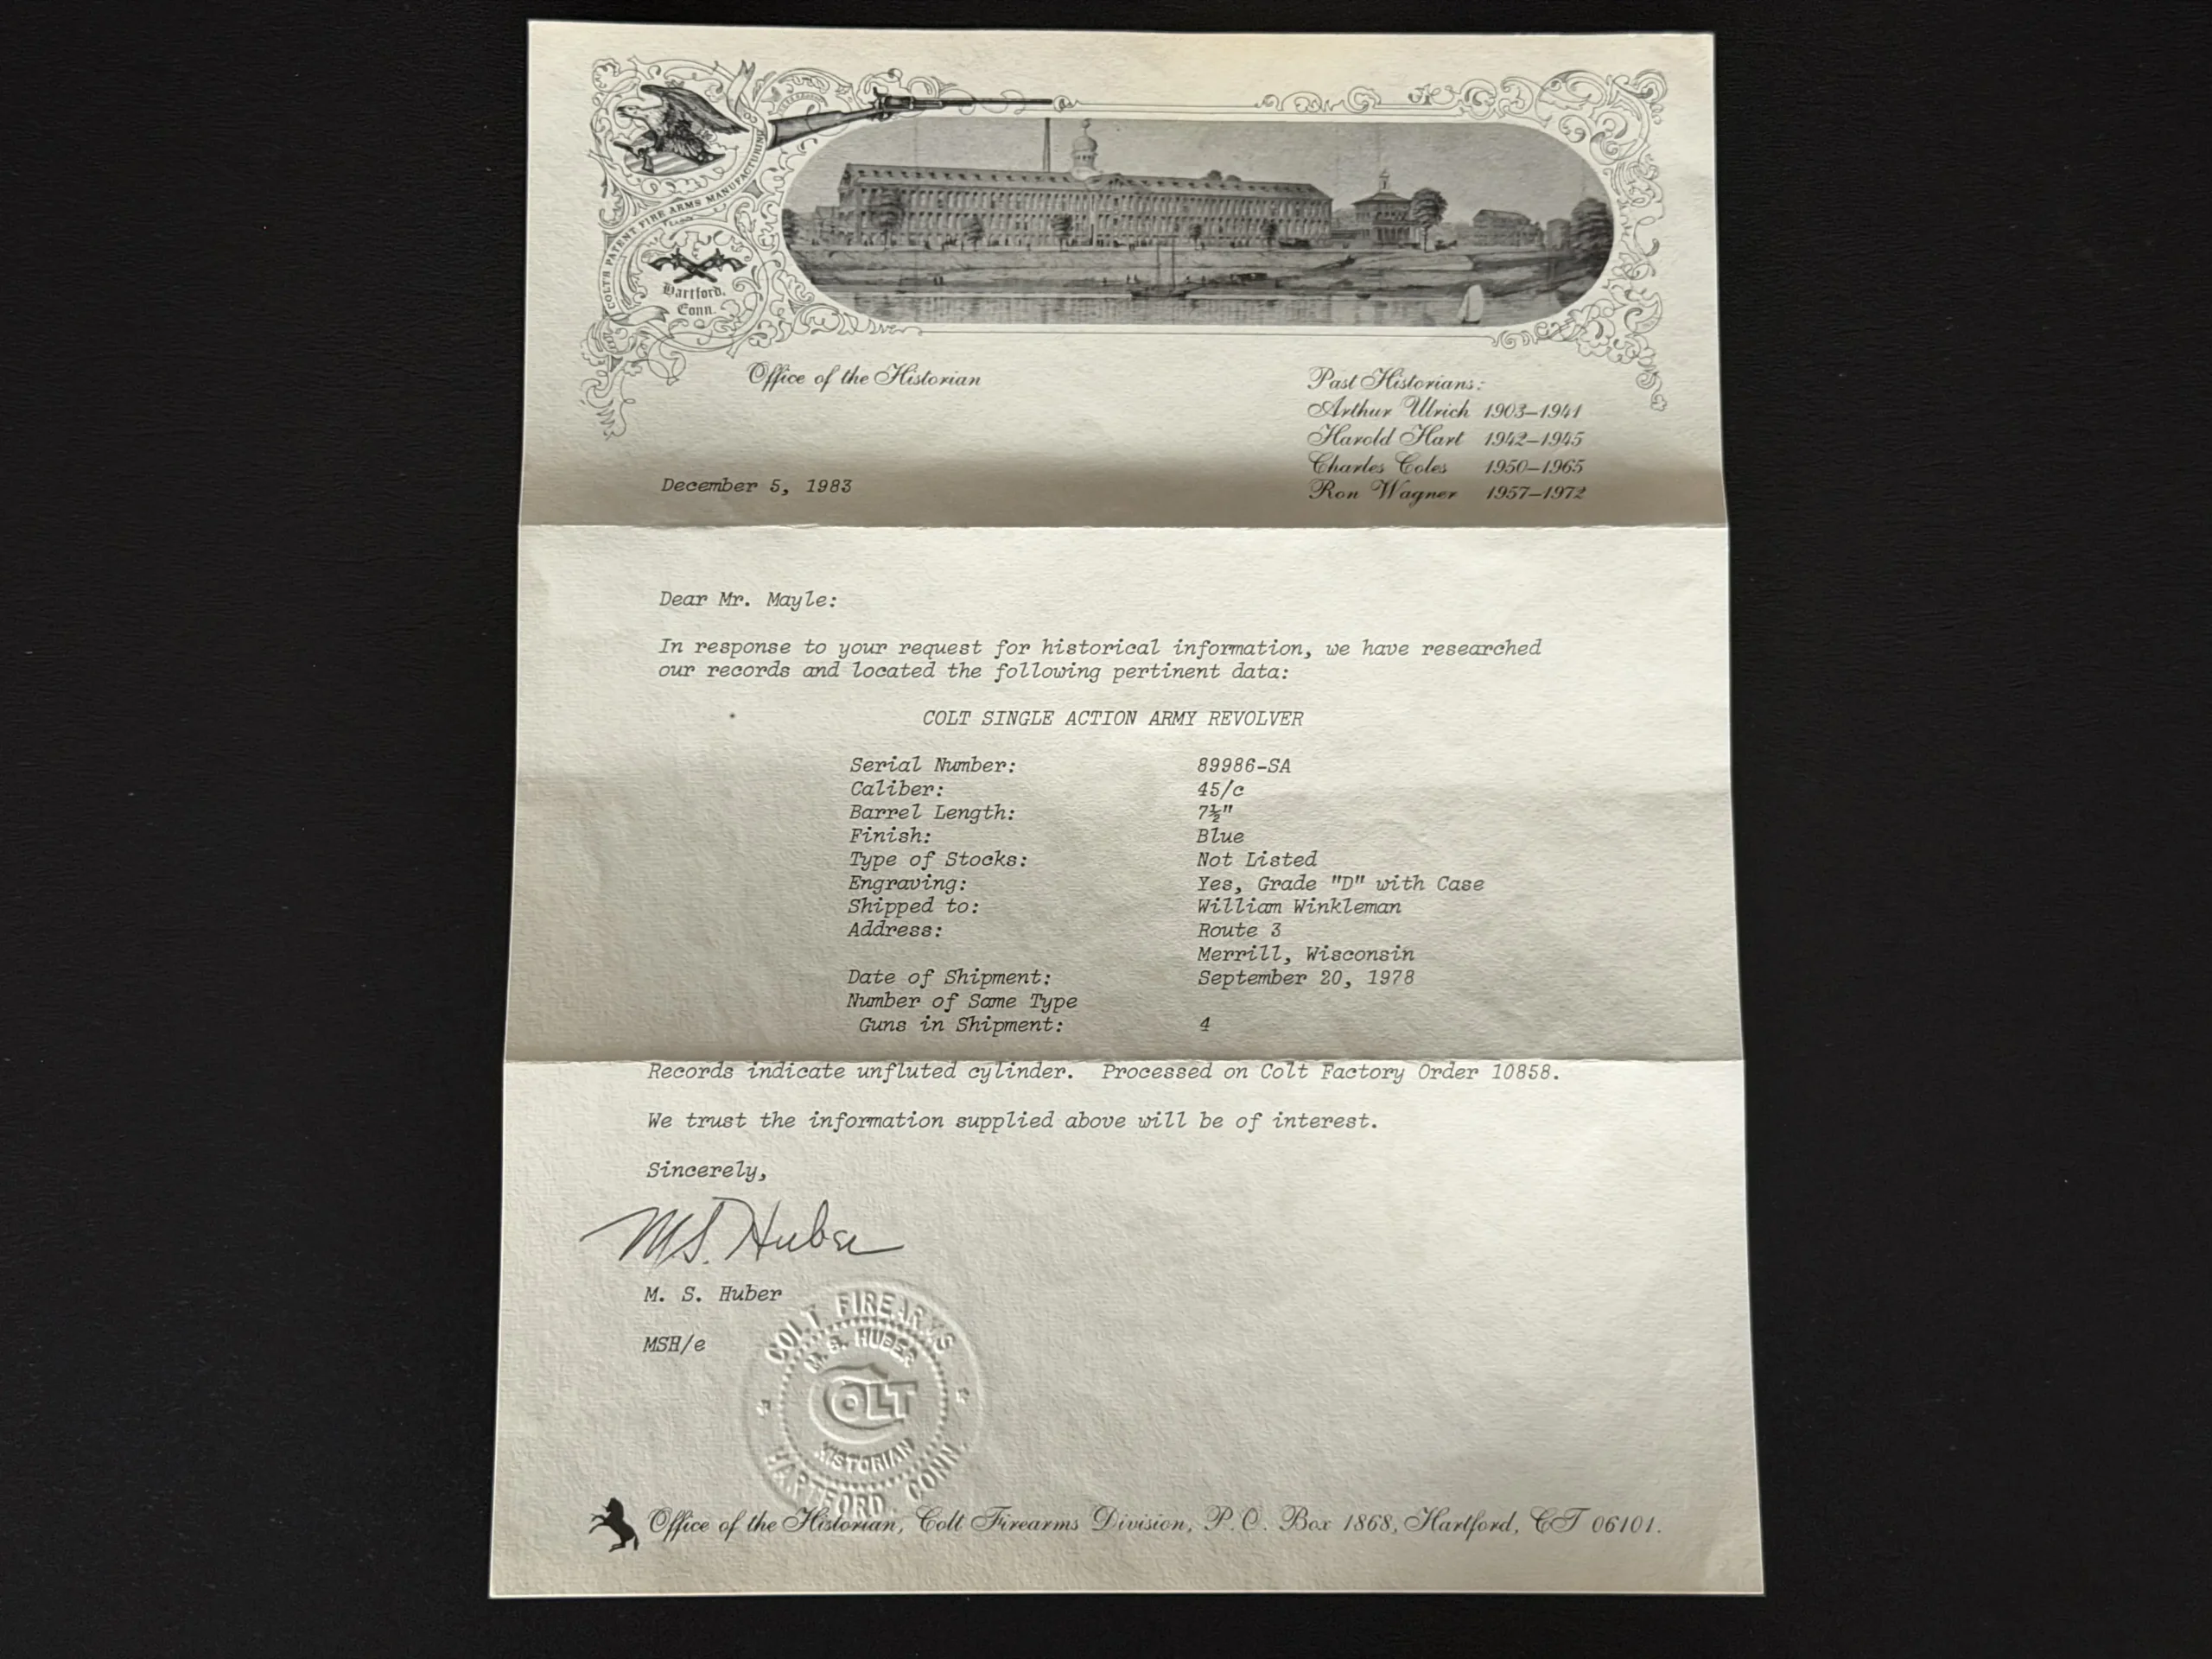 COLT'S PATENT FIRE ARMS MANUFACTURING
Hartford,
Conn.
Office of the Historian
Past Historians:
Arthur Ulrich 1903–1941
Harold Hart 1942–1945
Charles Coles 1950–1965
Ron Wagner 1957–1972
December 5, 1983
Dear Mr. Mayle:
In response to your request for historical information, we have researched
our records and located the following pertinent data:
COLT SINGLE ACTION ARMY REVOLVER
Serial Number: 89986-SA
Caliber: 45/c
Barrel Length: 7½"
Finish: Blue
Type of Stocks: Not Listed
Engraving: Yes, Grade "D" with Case
Shipped to: William Winkleman
Address: Route 3
Merrill, Wisconsin
Date of Shipment: September 20, 1978
Number of Same Type
Guns in Shipment: 4
Records indicate unfluted cylinder. Processed on Colt Factory Order 10858.
We trust the information supplied above will be of interest.
Sincerely,
M.S. Huber
M. S. Huber
MSH/e
COLT FIREARMS
M. S. HUBER
COLT
HISTORIAN
HARTFORD, CONN.
Office of the Historian, Colt Firearms Division, P.O. Box 1868, Hartford, CT 06101.